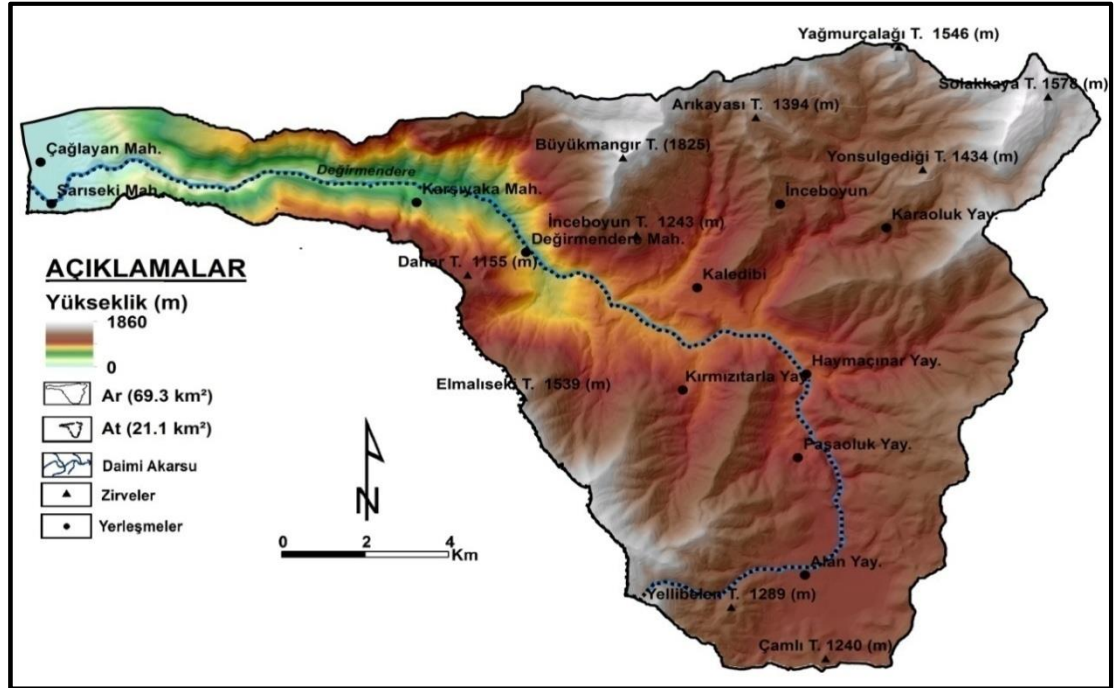 Yağmurçalağı T. 1546 (m)
Solakkaya T. 1578 (m)
Arıkayası T. 1394 (m)
Büyükmangır T. (1825)
Yonsulgediği T. 1434 (m)
Çağlayan Mah.
Değirmendere
Sarıseki Mah.
Karşıyaka Mah.
İnceboyun
İnceboyun T. 1243 (m)
Karaoluk Yay.
Değirmendere Mah.
Dahar T. 1155 (m)
Kaledibi
Haymaçınar Yay.
Elmalıseki T. 1539 (m)
Kırmızıtarla Yay.
Paşaoluk Yay.
Alan Yay.
Yellibelen T. 1289 (m)
Çamlı T. 1240 (m)
AÇIKLAMALAR
Yükseklik (m)
1860
0
Ar (69.3 km²)
At (21.1 km²)
Daimi Akarsu
Zirveler
Yerleşmeler
N
0 2 4
Km